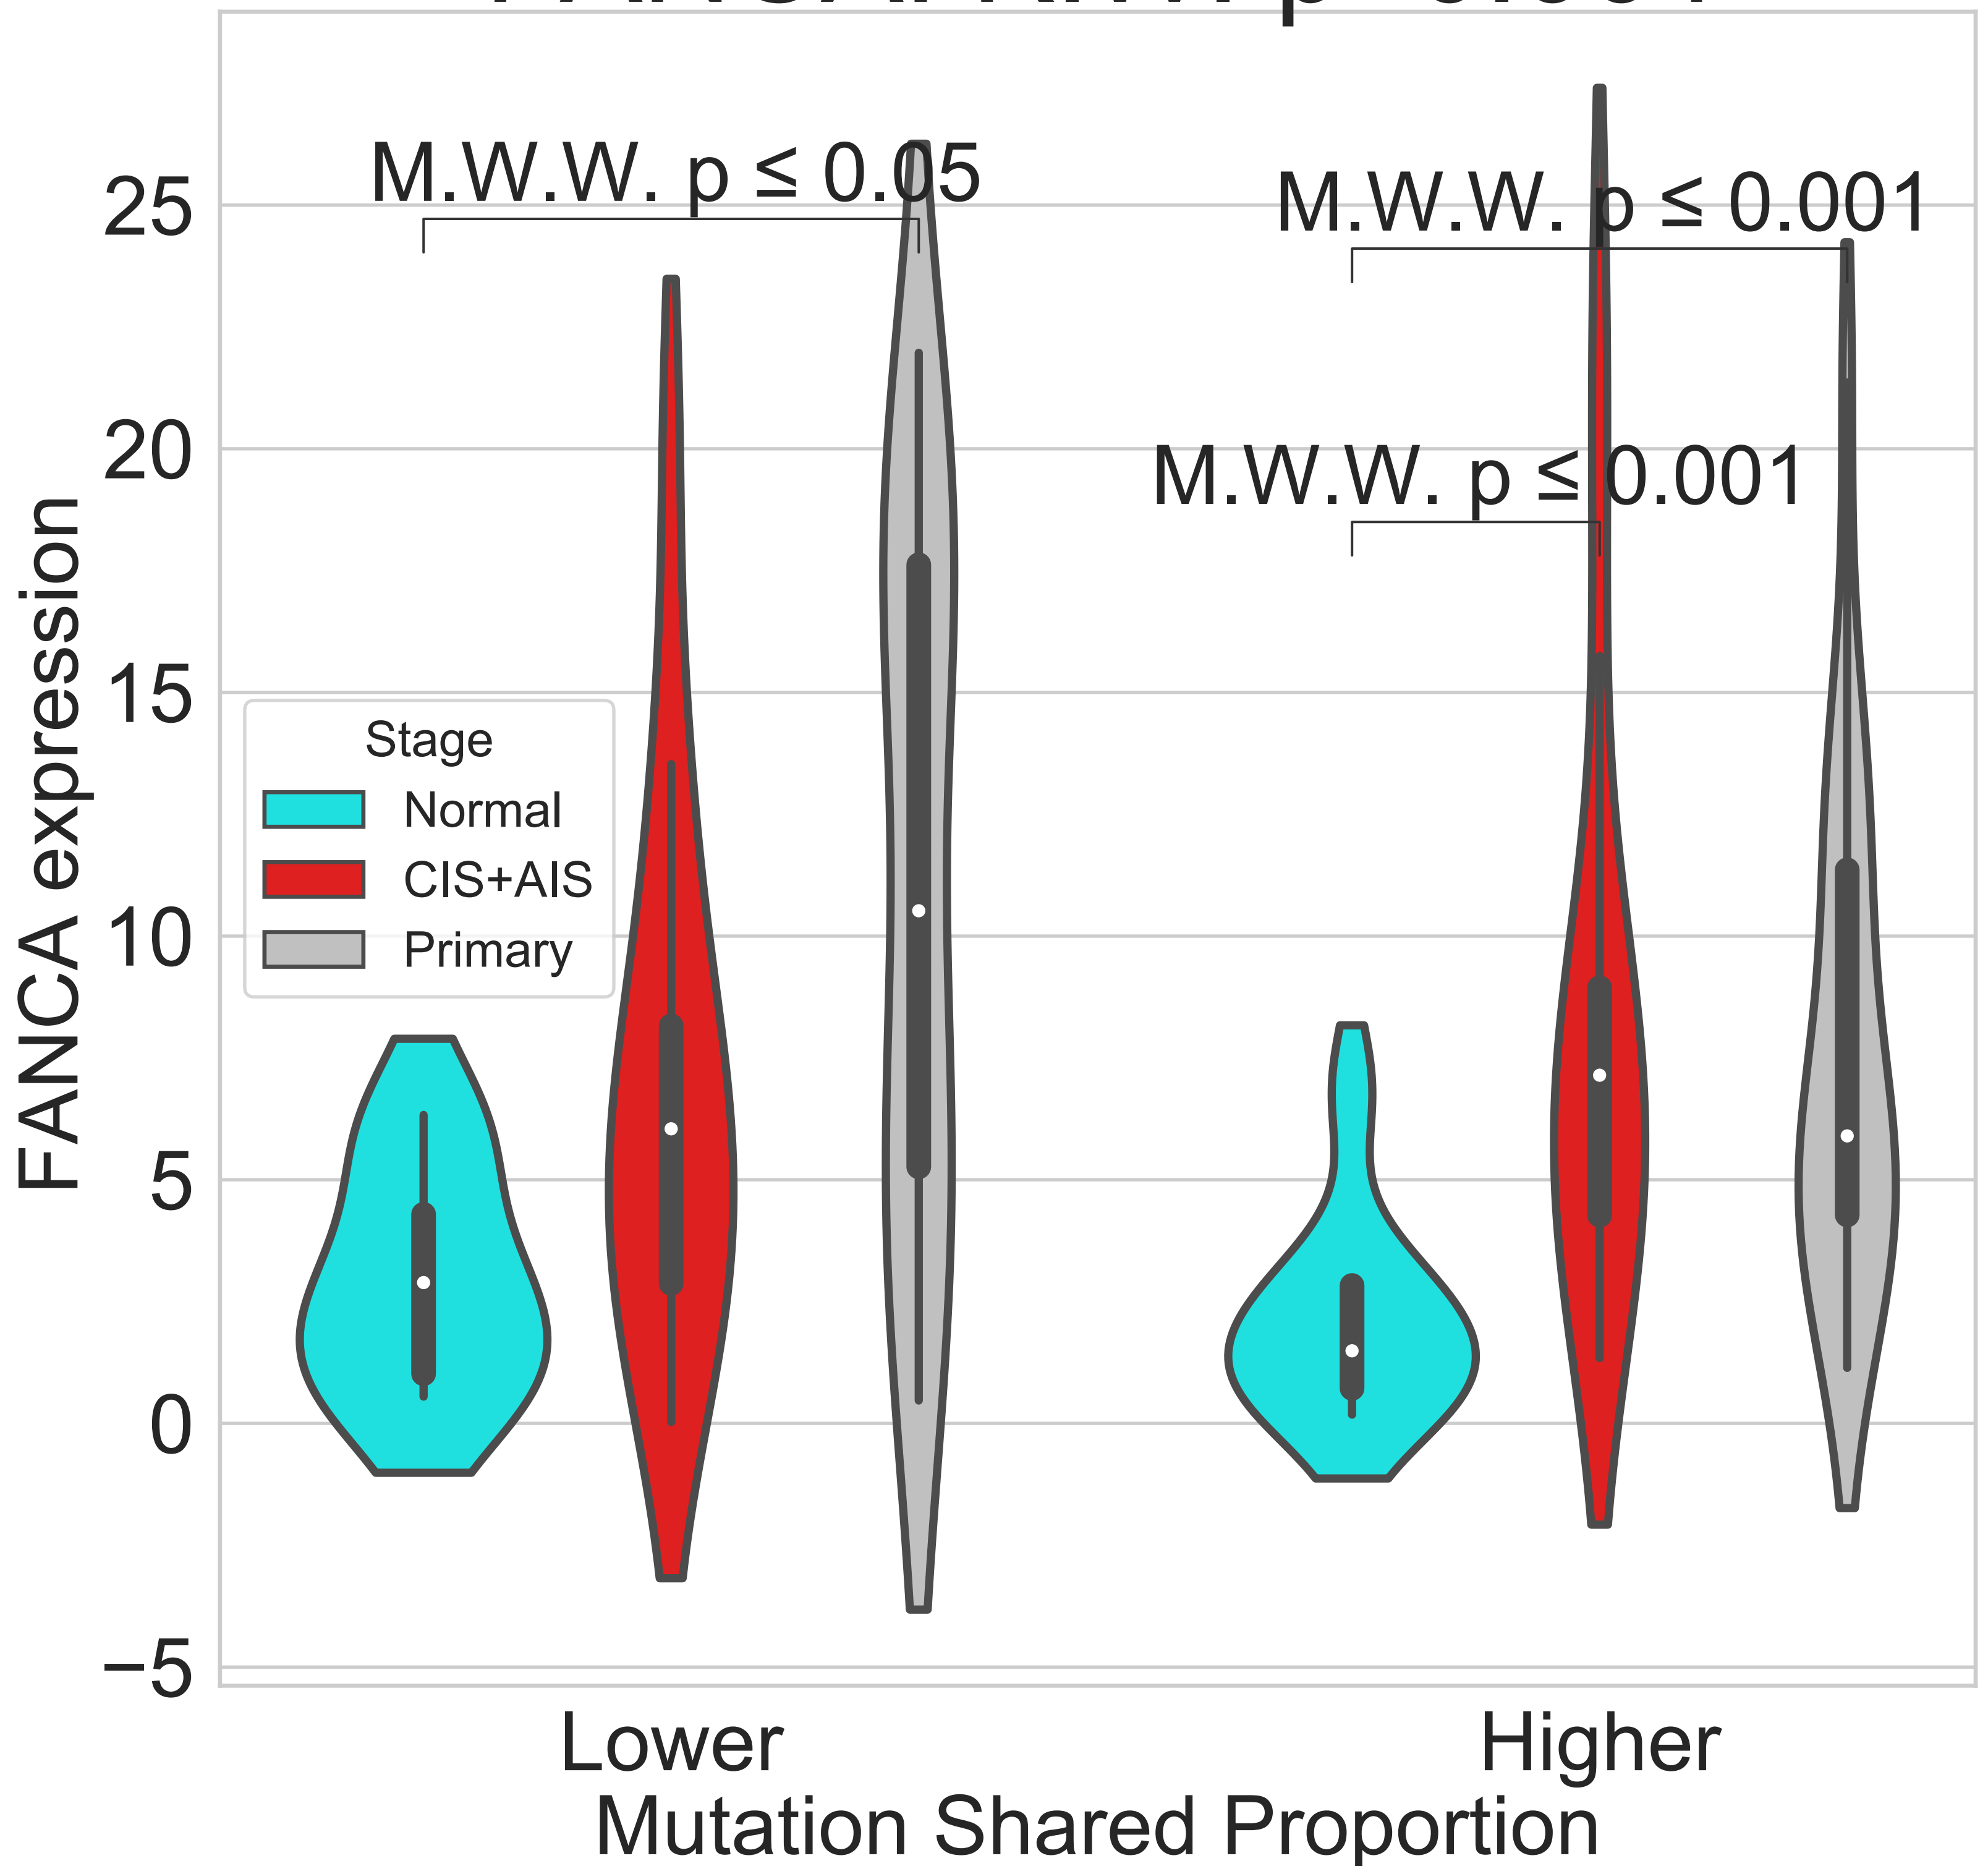 M.W.W. p ≤ 0.05
M.W.W. p ≤ 0.001
M.W.W. p ≤ 0.001
25
20
15
10
5
0
−5
FANCA expression
Stage
Normal
CIS+AIS
Primary
Lower
Higher
Mutation Shared Proportion